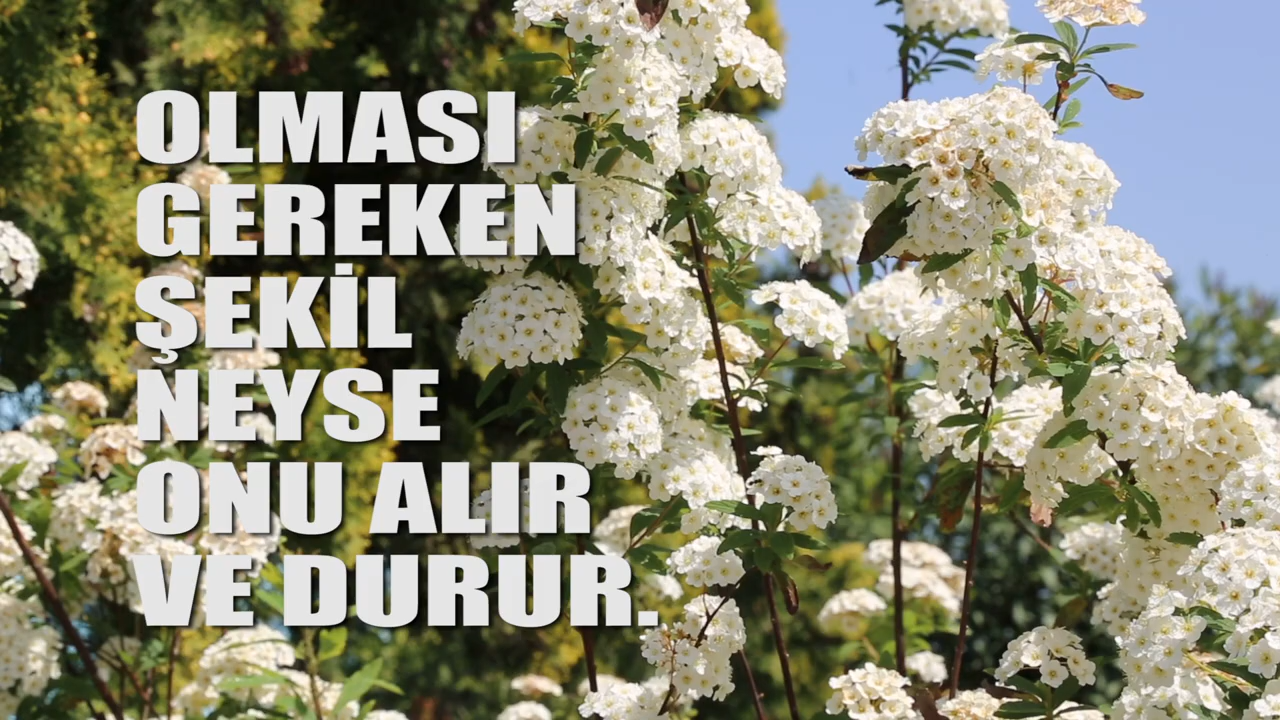 OLMASI
GEREKEN
ŞEKİL
NEYSE
ONU ALIR
VE DURUR.